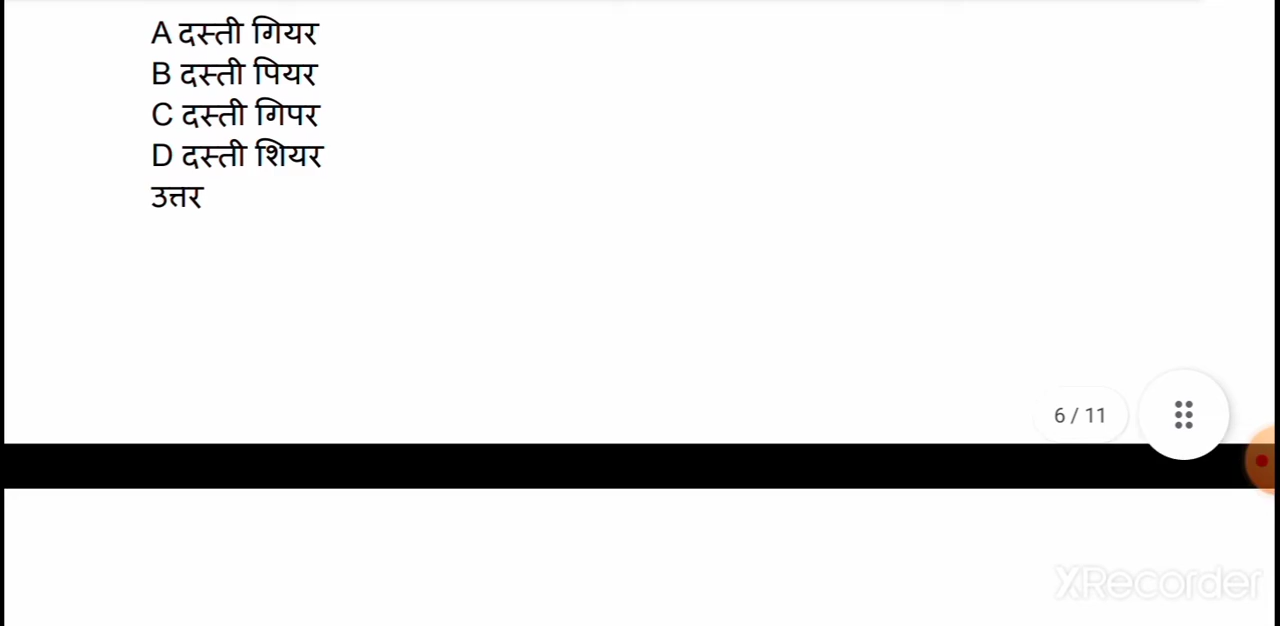 A दस्ती गियर
B दस्ती पियर
C दस्ती गिपर
D दस्ती शियर
उत्तर
6 / 11
XRecorder